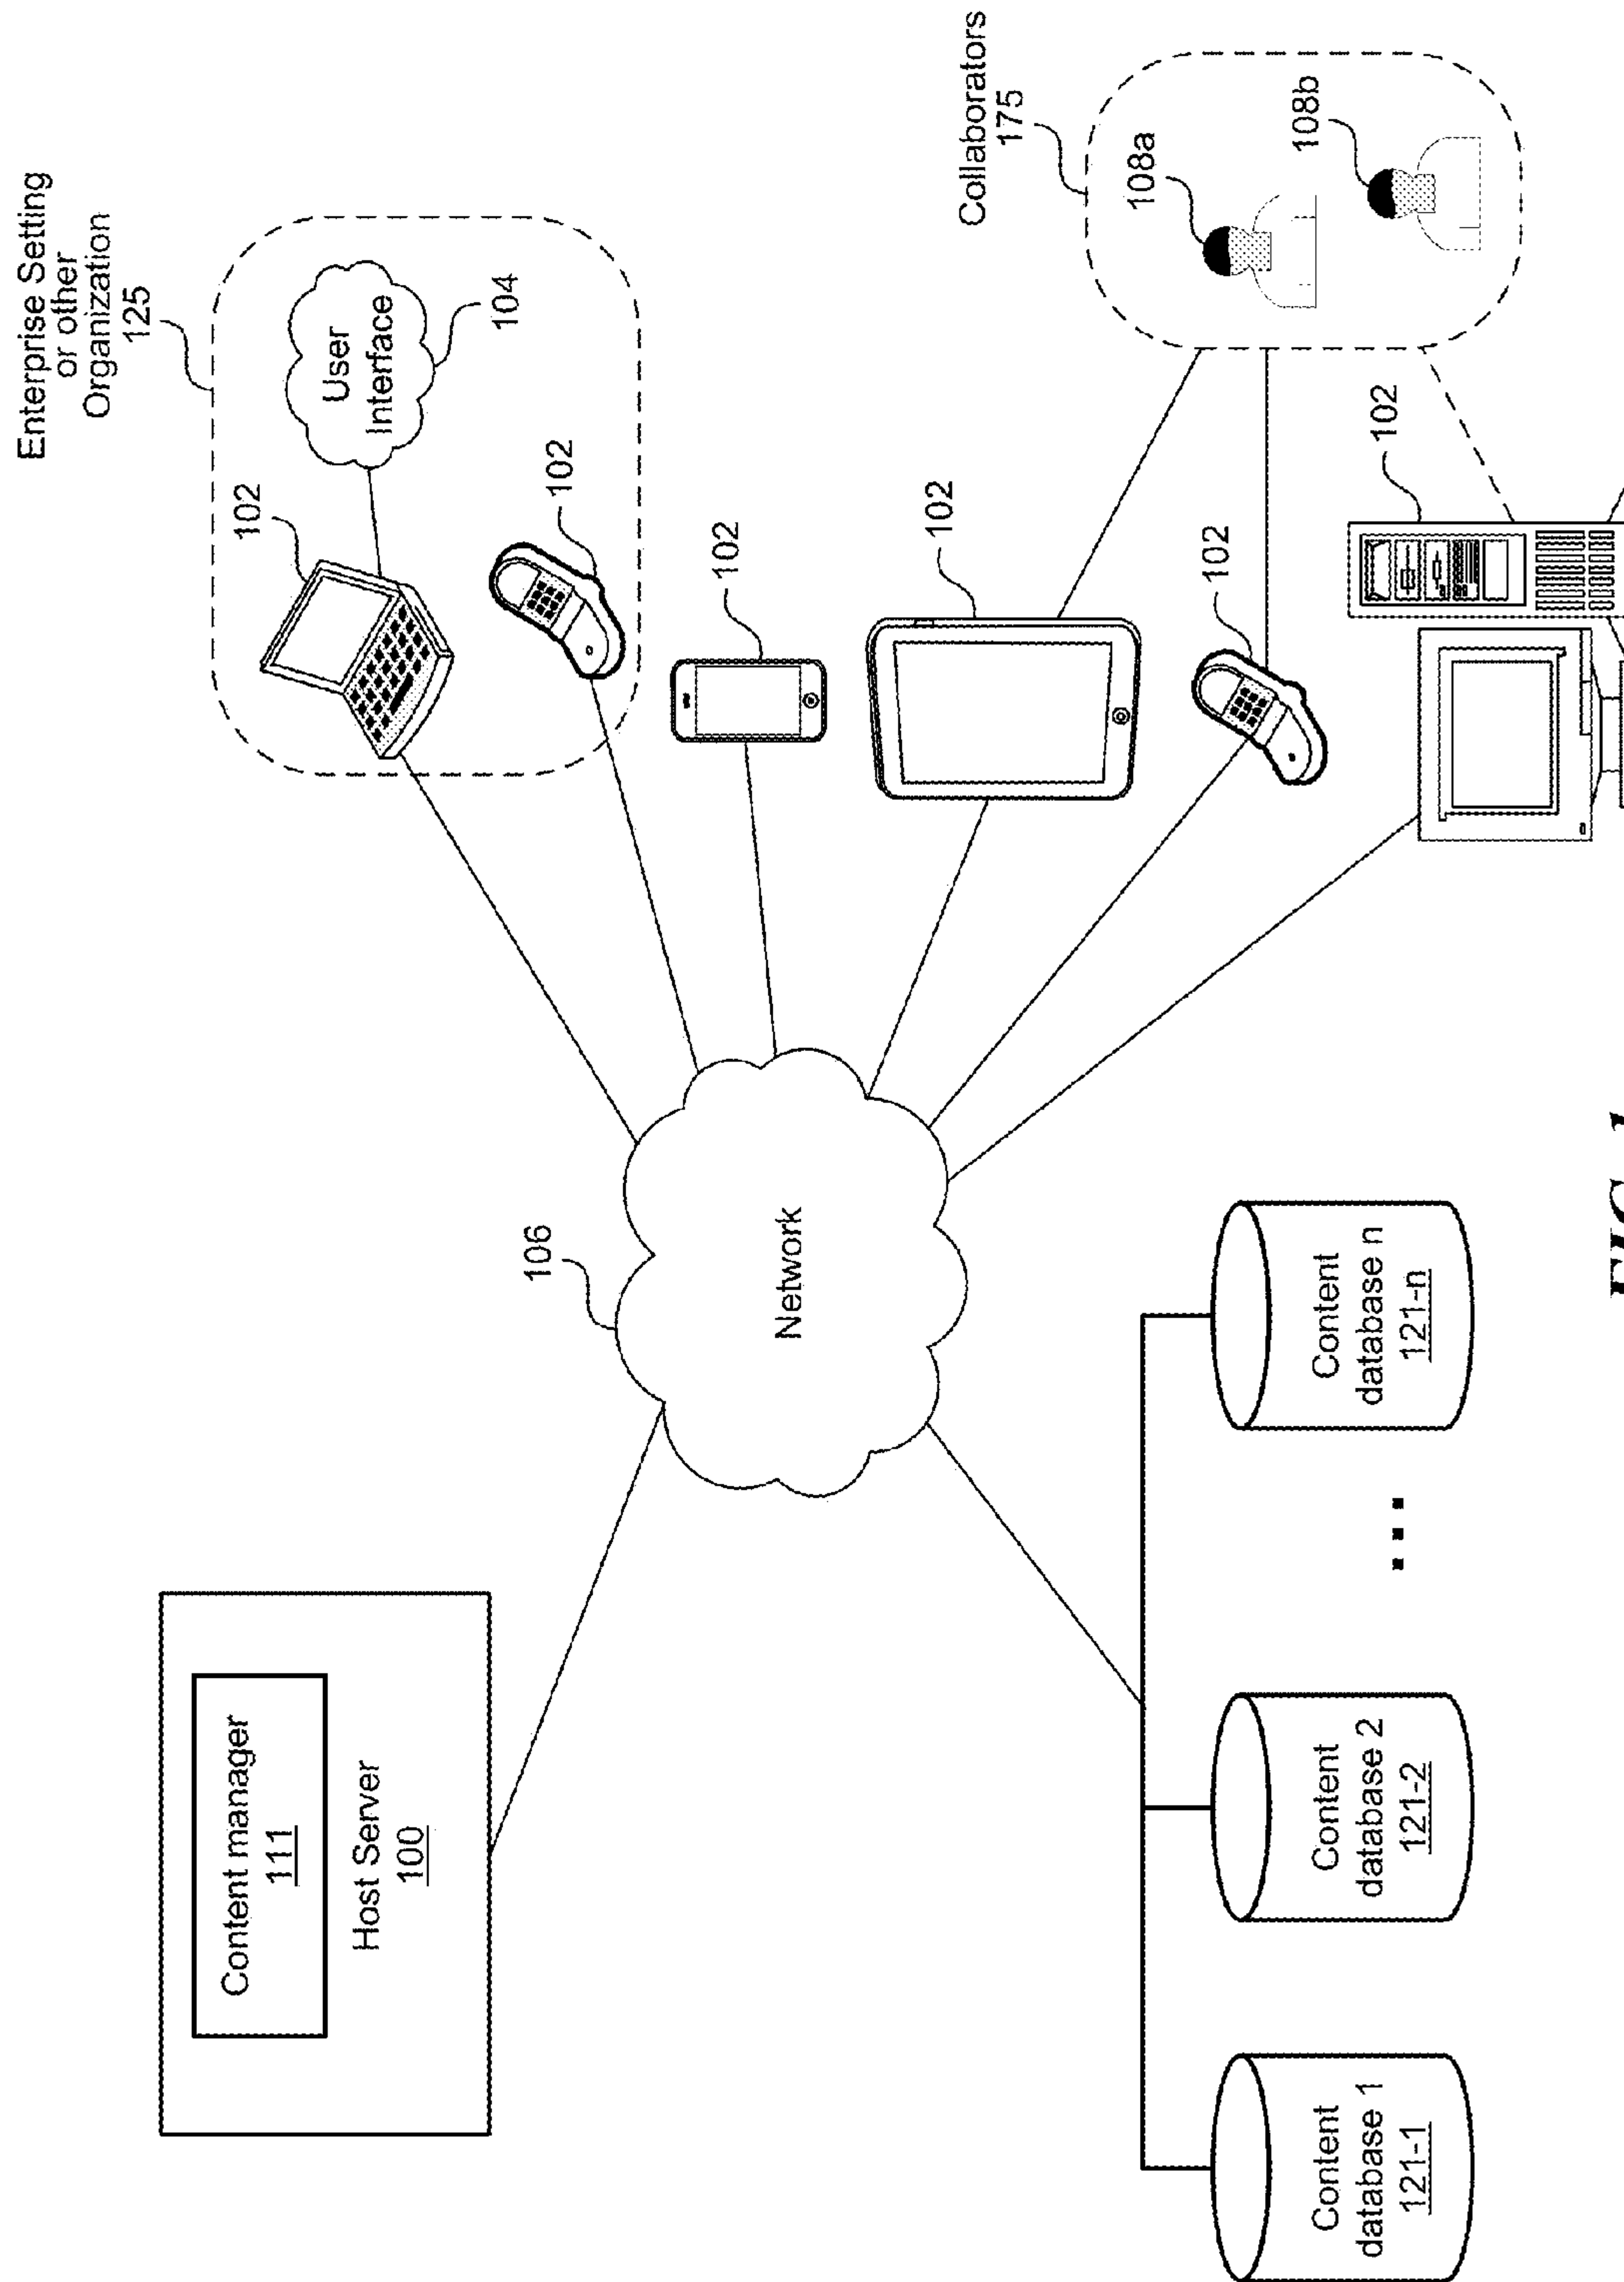 Content manager
111
Host Server
100
106
Network
Content
database 1
121-1
Content
database 2
121-2
...
Content
database n
121-n
Enterprise Setting
or other
Organization
125
102
User
Interface
104
102
102
102
102
102
Collaborators
175
108a
108b